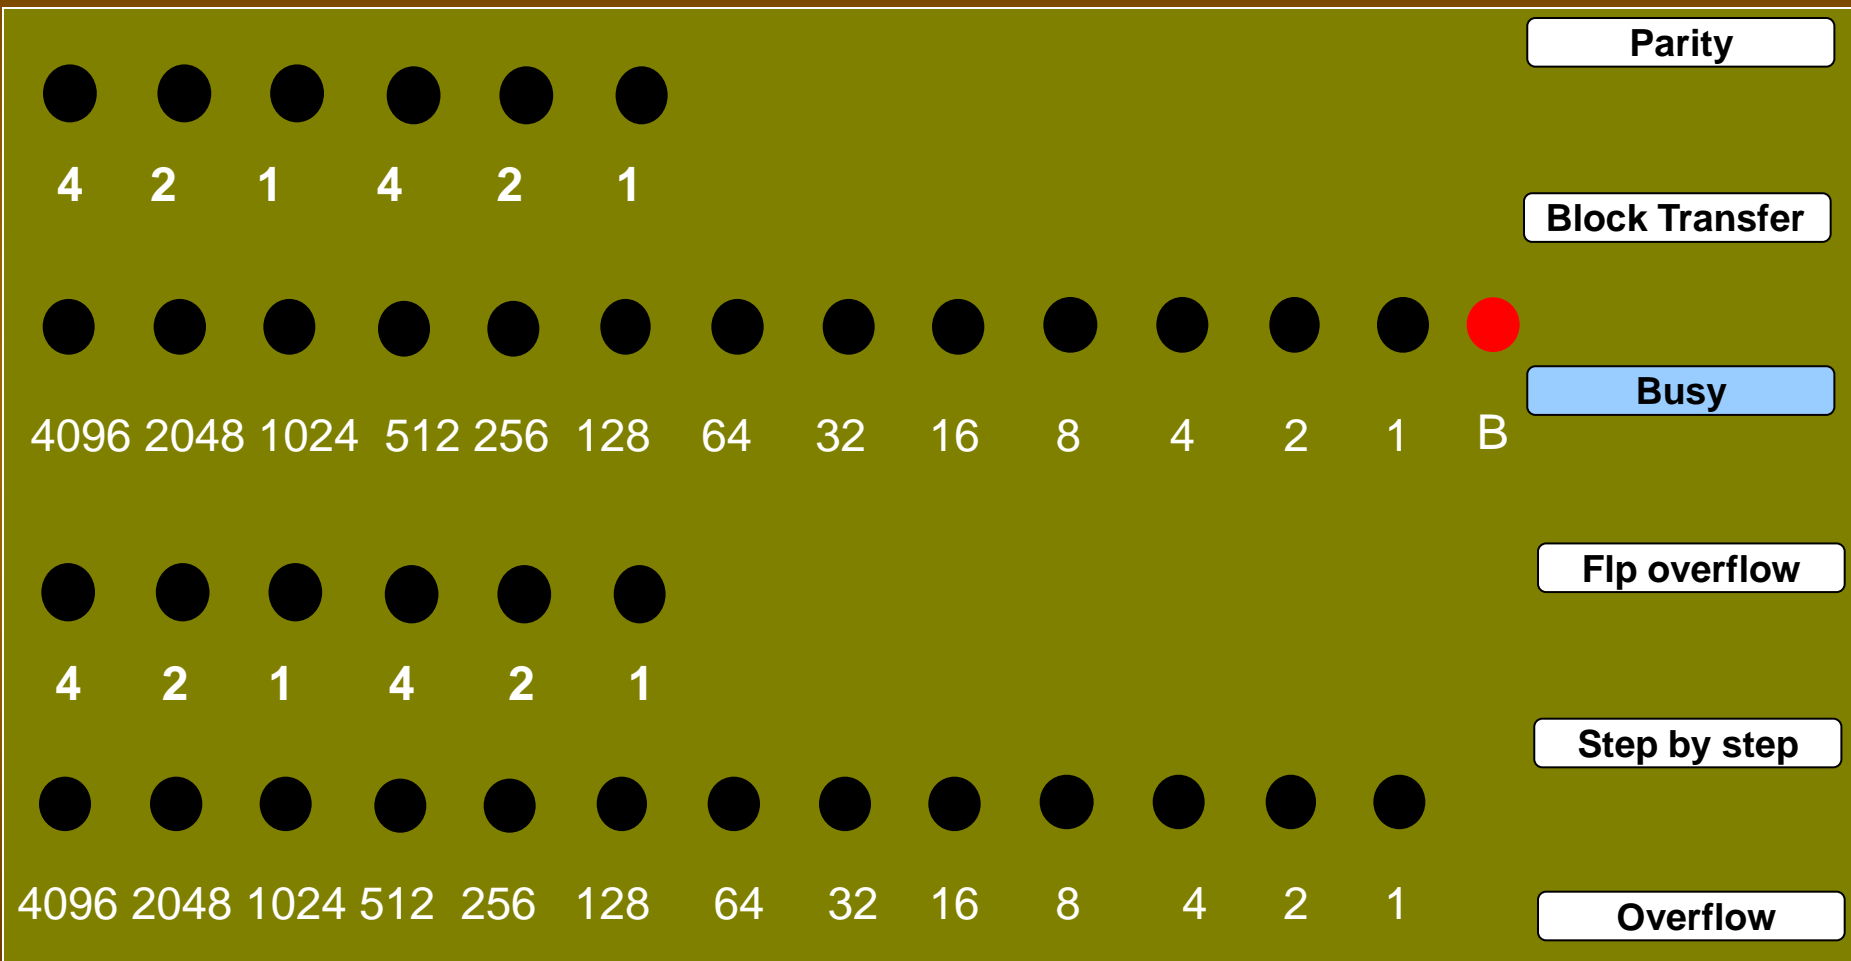 Parity
4 2 1 4 2 1
Block Transfer
Busy
4096 2048 1024 512 256 128 64 32 16 8 4 2 1 B
Flp overflow
4 2 1 4 2 1
Step by step
4096 2048 1024 512 256 128 64 32 16 8 4 2 1
Overflow